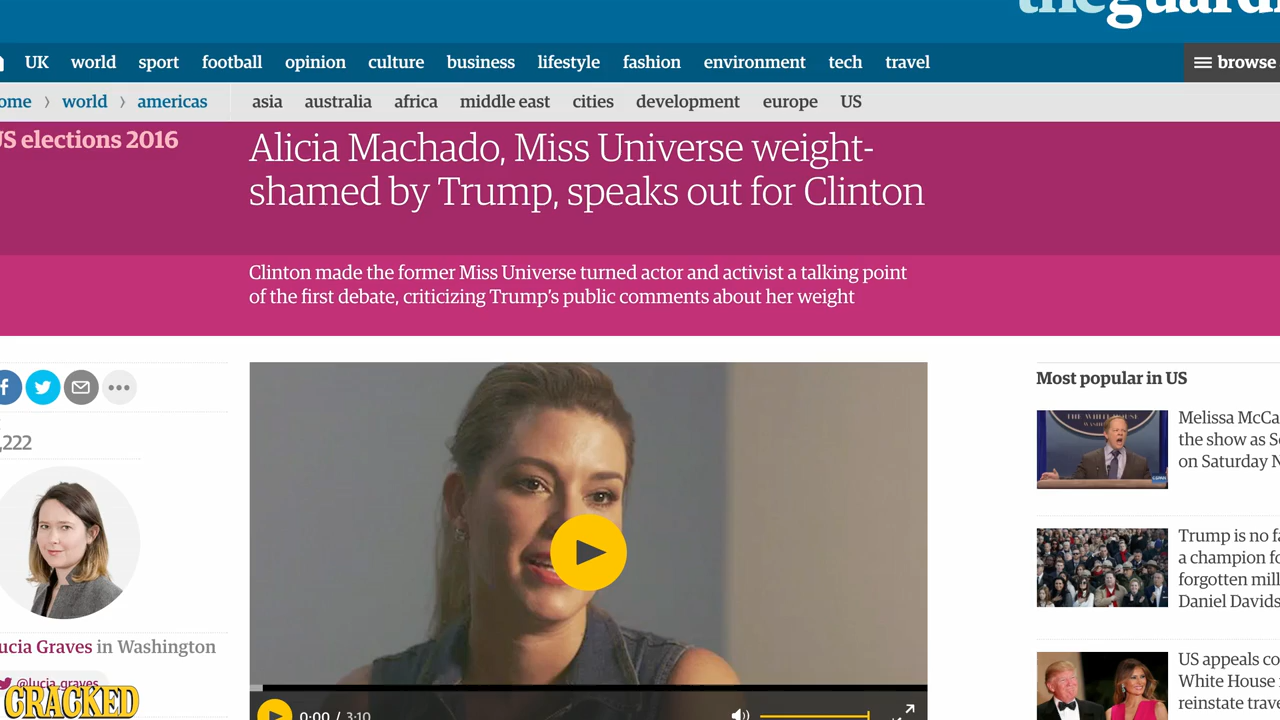 theguardi
UK world sport football opinion culture business lifestyle fashion environment tech travel
browse
ome › world › americas
asia australia africa middle east cities development europe US
US elections 2016
Alicia Machado, Miss Universe weight-
shamed by Trump, speaks out for Clinton
Clinton made the former Miss Universe turned actor and activist a talking point
of the first debate, criticizing Trump's public comments about her weight
,222
ucia Graves in Washington
@lucia_graves
0:00 / 3:10
Most popular in US
Melissa McCa
the show as S
on Saturday N
Trump is no fa
a champion fo
forgotten mill
Daniel Davids
US appeals co
White House
reinstate trave
CRACKED